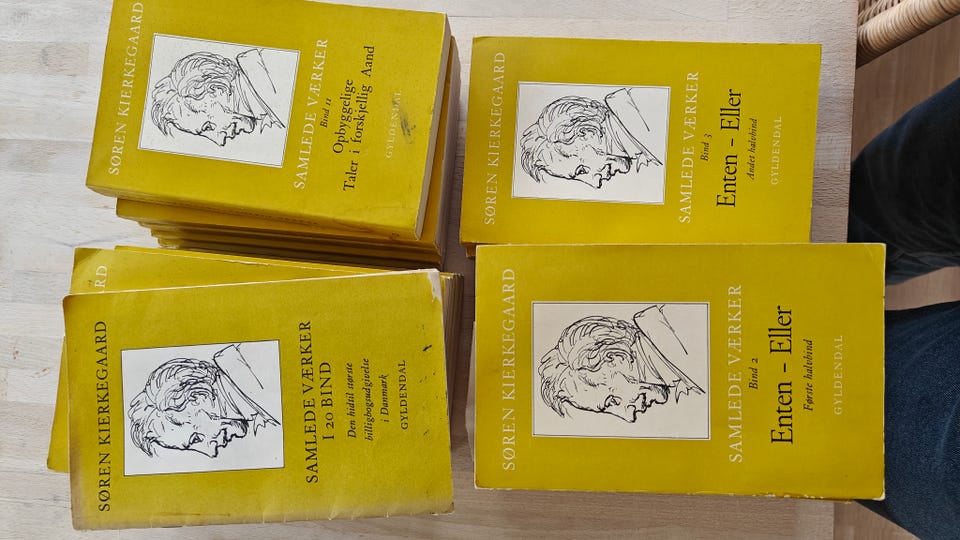 SØREN KIERKEGAARD
SAMLEDE VÆRKER
Bind 11
Opbyggelige
Taler i forskjellig Aand
GYLDENDAL
SØREN KIERKEGAARD
SAMLEDE VÆRKER
Bind 3
Enten - Eller
Andet halvbind
GYLDENDAL
RD
SØREN KIERKEGAARD
SAMLEDE VÆRKER
I 20 BIND
Den hidtil største
billigbogsudgivelse
i Danmark
GYLDENDAL
SØREN KIERKEGAARD
SAMLEDE VÆRKER
Bind 2
Enten - Eller
Første halvbind
GYLDENDAL